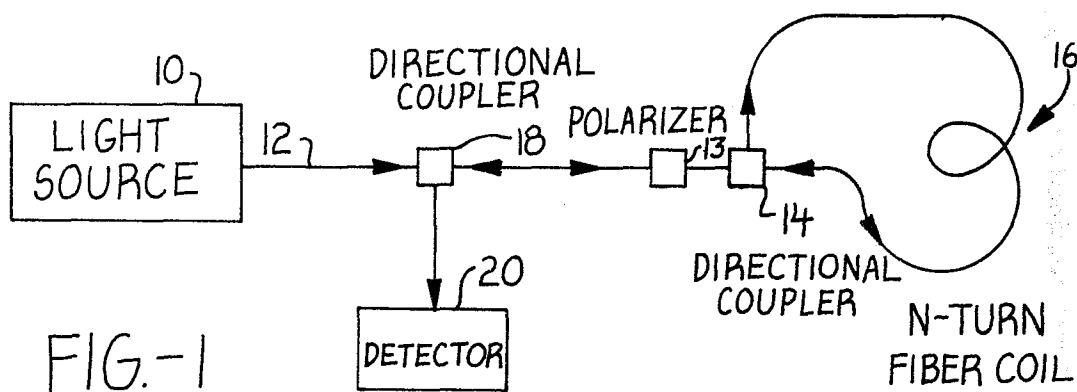 10
LIGHT
SOURCE
12
DIRECTIONAL
COUPLER
18
POLARIZER
13
14
DIRECTIONAL
COUPLER
16
N-TURN
FIBER COIL
20
DETECTOR
FIG.-1